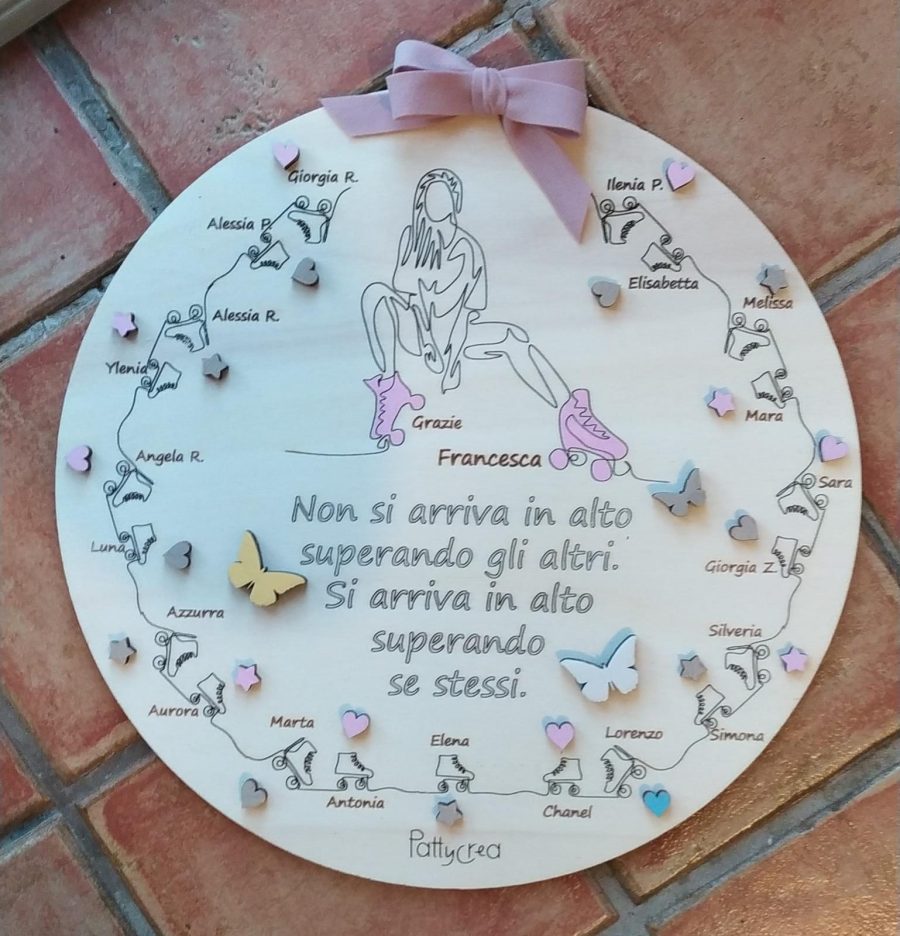 Giorgia R.
Alessia P.
Alessia R.
Ylenia
Angela R.
Luna
Azzurra
Aurora
Marta
Antonia
Elena
Chanel
Lorenzo
Simona
Silveria
Giorgia Z.
Sara
Mara
Melissa
Elisabetta
Ilenia P.
Grazie
Francesca
Non si arriva in alto
superando gli altri.
Si arriva in alto
superando
se stessi.
Pattycrea